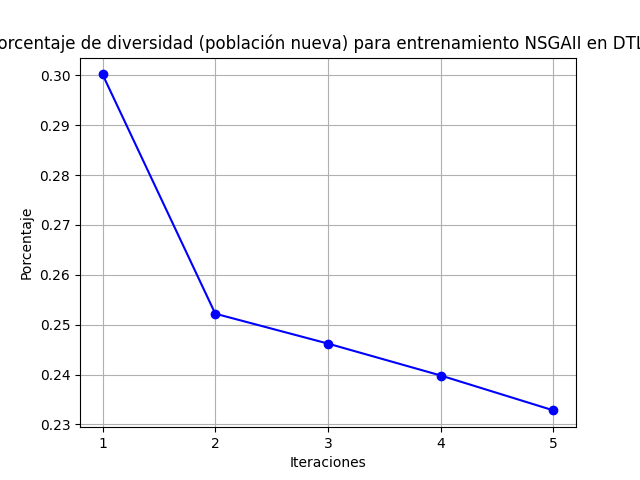 orcentaje de diversidad (población nueva) para entrenamiento NSGAII en DTL
0.30
0.29
0.28
0.27
0.26
0.25
0.24
0.23
Porcentaje
1 2 3 4 5
Iteraciones